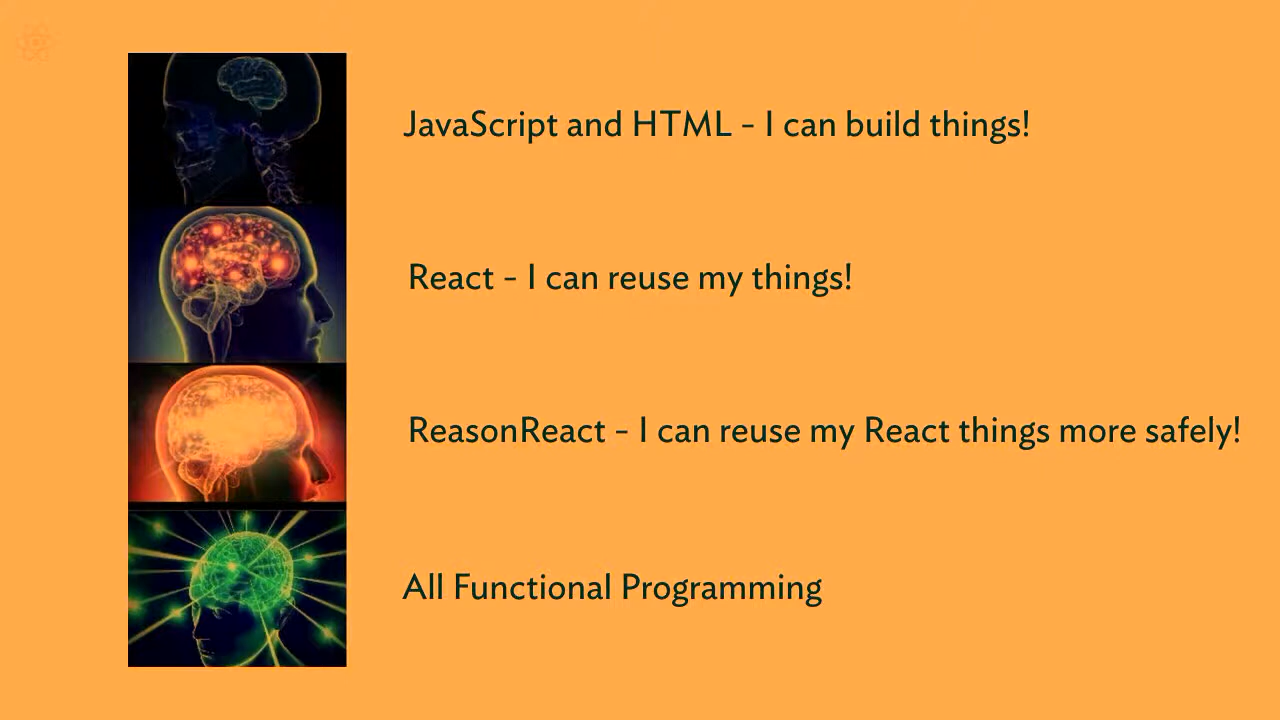 JavaScript and HTML - I can build things!
React - I can reuse my things!
ReasonReact - I can reuse my React things more safely!
All Functional Programming